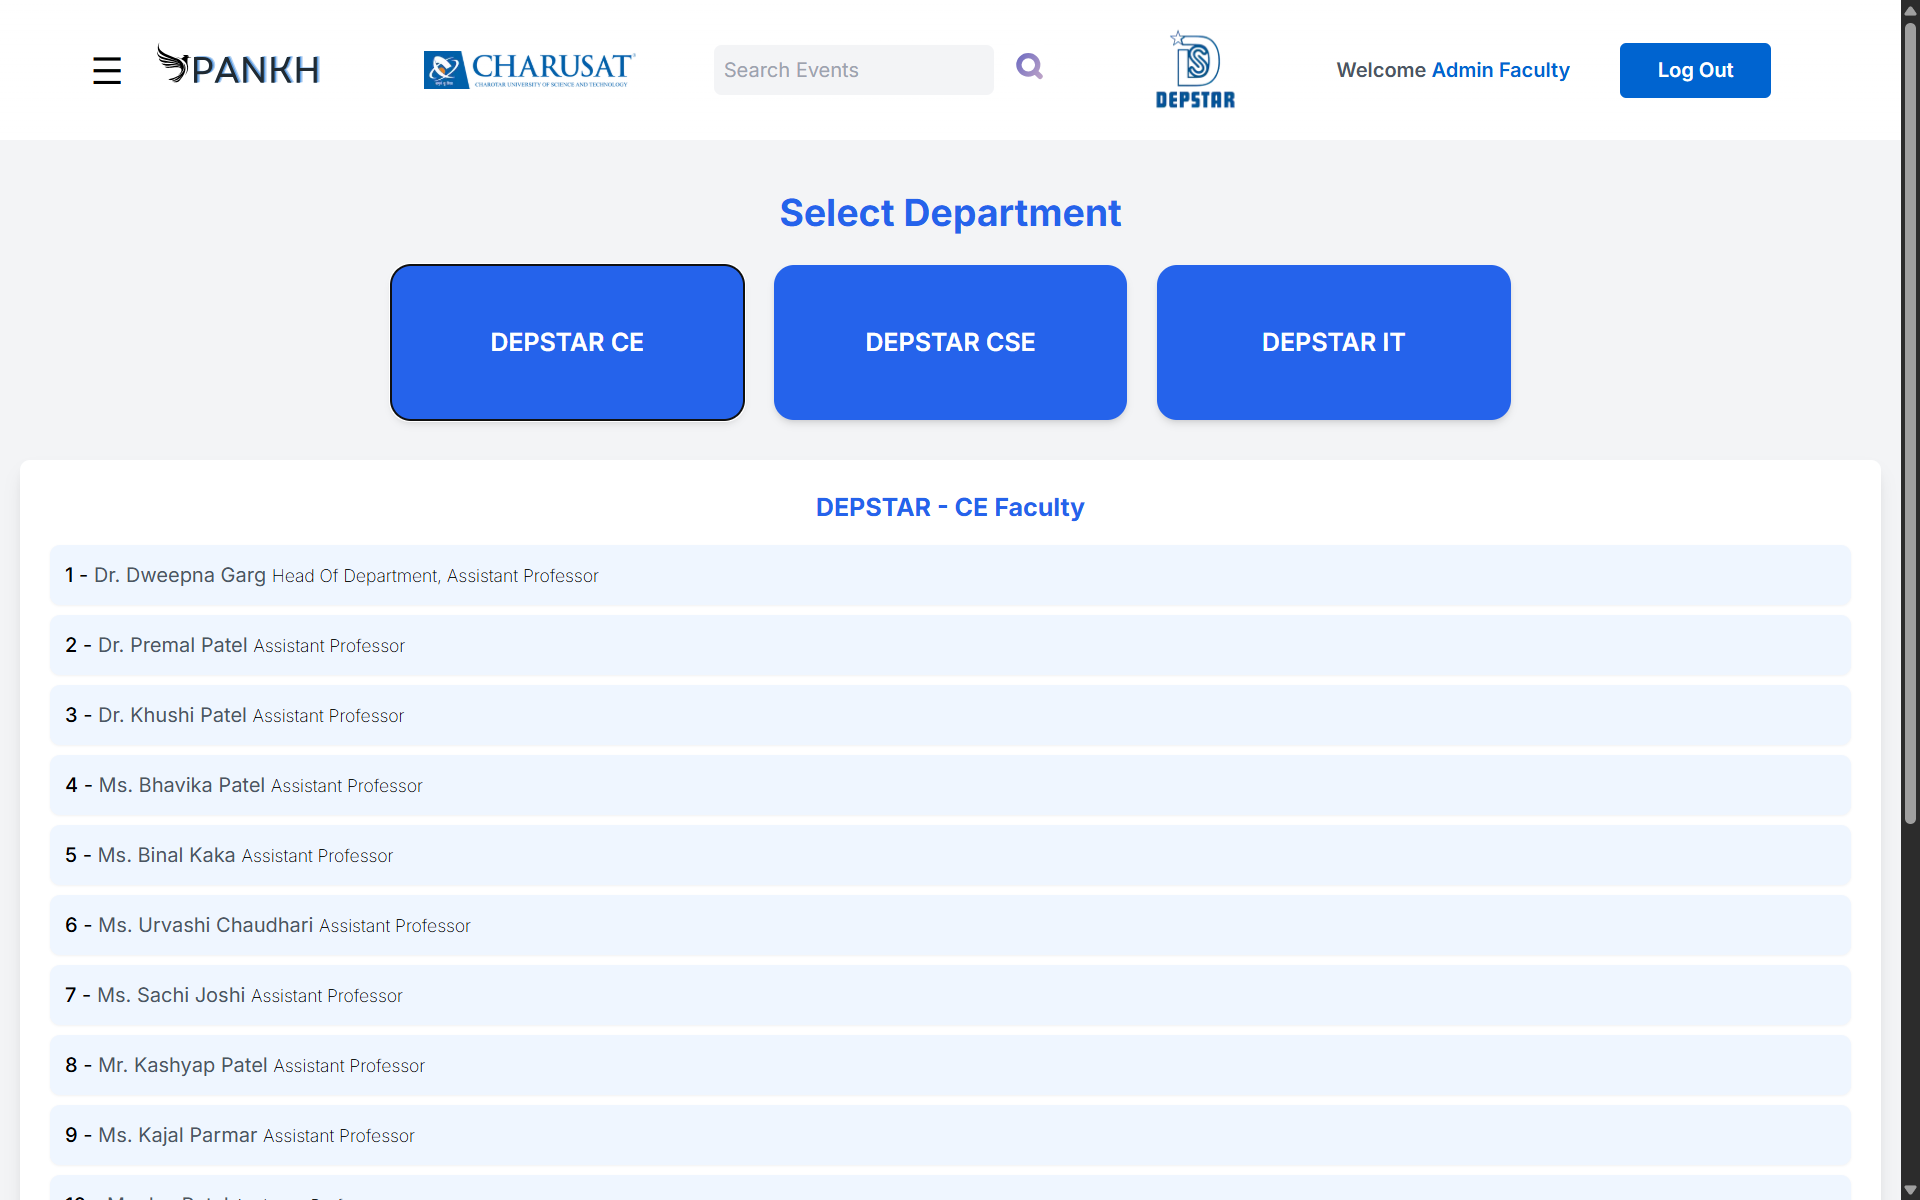 PANKH
CHARUSAT
CHAROTAR UNIVERSITY OF SCIENCE AND TECHNOLOGY
Search Events
DEPSTAR
Welcome Admin Faculty
Log Out
Select Department
DEPSTAR CE
DEPSTAR CSE
DEPSTAR IT
DEPSTAR - CE Faculty
1 - Dr. Dweepna Garg Head Of Department, Assistant Professor
2 - Dr. Premal Patel Assistant Professor
3 - Dr. Khushi Patel Assistant Professor
4 - Ms. Bhavika Patel Assistant Professor
5 - Ms. Binal Kaka Assistant Professor
6 - Ms. Urvashi Chaudhari Assistant Professor
7 - Ms. Sachi Joshi Assistant Professor
8 - Mr. Kashyap Patel Assistant Professor
9 - Ms. Kajal Parmar Assistant Professor